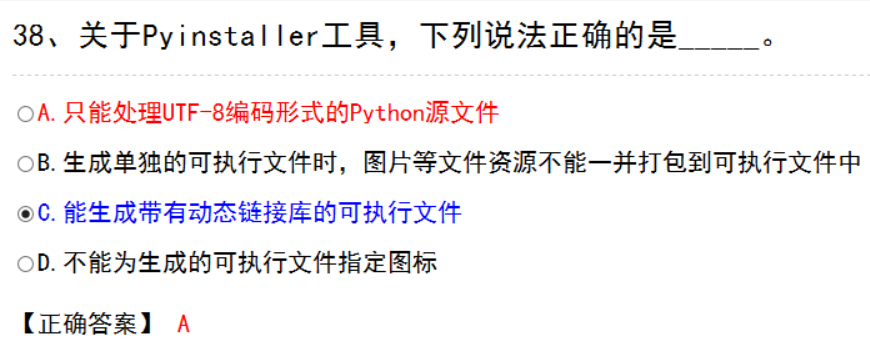 38、关于Pyinstaller工具，下列说法正确的是_____。
A.只能处理UTF-8编码形式的Python源文件
B.生成单独的可执行文件时，图片等文件资源不能一并打包到可执行文件中
C.能生成带有动态链接库的可执行文件
D.不能为生成的可执行文件指定图标
【正确答案】 A